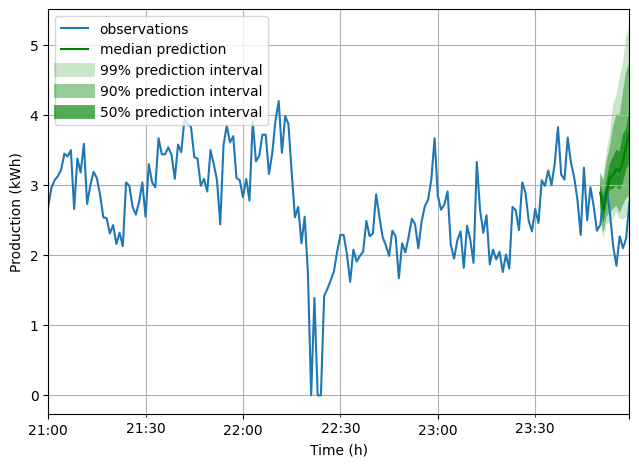 observations
median prediction
99% prediction interval
90% prediction interval
50% prediction interval
Production (kWh)
5
4
3
2
1
0
21:00
21:30
22:00
22:30
23:00
23:30
Time (h)